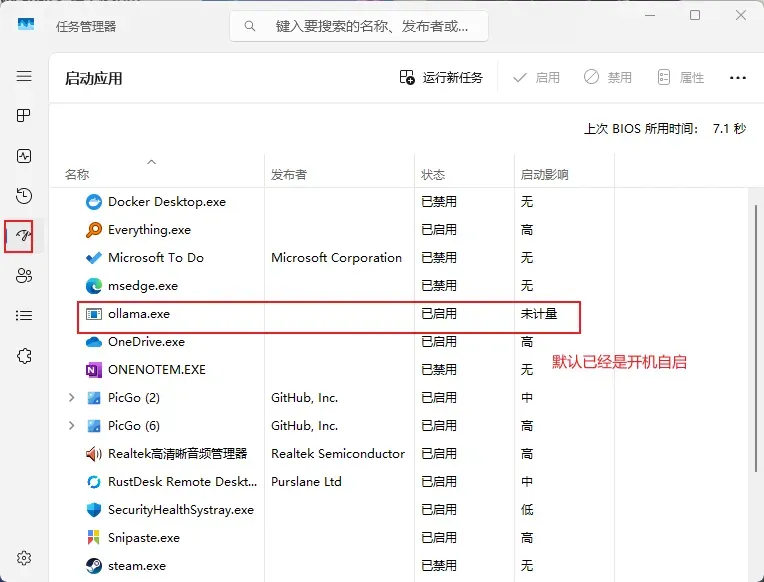 任务管理器
键入要搜索的名称、发布者或...
启动应用
运行新任务
启用
禁用
属性
...
上次 BIOS 所用时间: 7.1 秒
名称 发布者 状态 启动影响
Docker Desktop.exe 已禁用 无
Everything.exe 已启用 高
Microsoft To Do Microsoft Corporation 已禁用 无
msedge.exe 已禁用 无
ollama.exe 已启用 未计量
OneDrive.exe 已启用 高
默认已经是开机自启
ONENOTEM.EXE 已禁用 无
PicGo (2) GitHub, Inc. 已启用 中
PicGo (6) GitHub, Inc. 已启用 高
Realtek高清晰音频管理器 Realtek Semiconductor 已启用 高
RustDesk Remote Deskt... Purslane Ltd 已启用 中
SecurityHealthSystray.exe 已启用 低
Snipaste.exe 已启用 高
steam.exe 已禁用 无